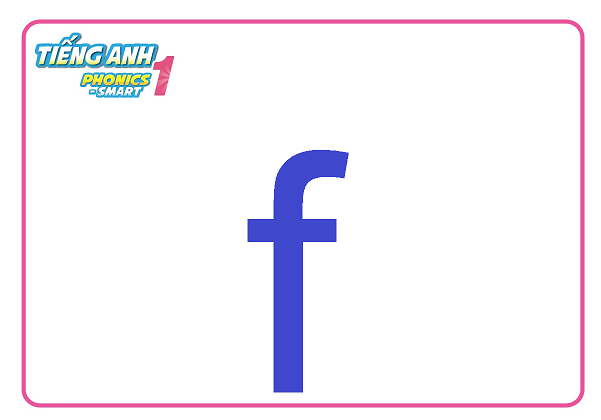 TIẾNG ANH 1
PHONICS
-SMART
f